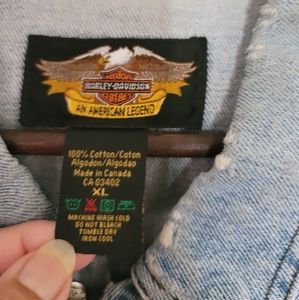 MOTOR
HARLEY-DAVIDSON
CYCLES
AN AMERICAN LEGEND
100% Cotton/Coton
Algodon/Algodao
Made in Canada
CA 03402
XL
MACHINE WASH COLD
DO NOT BLEACH
TUMBLE DRY
IRON COOL